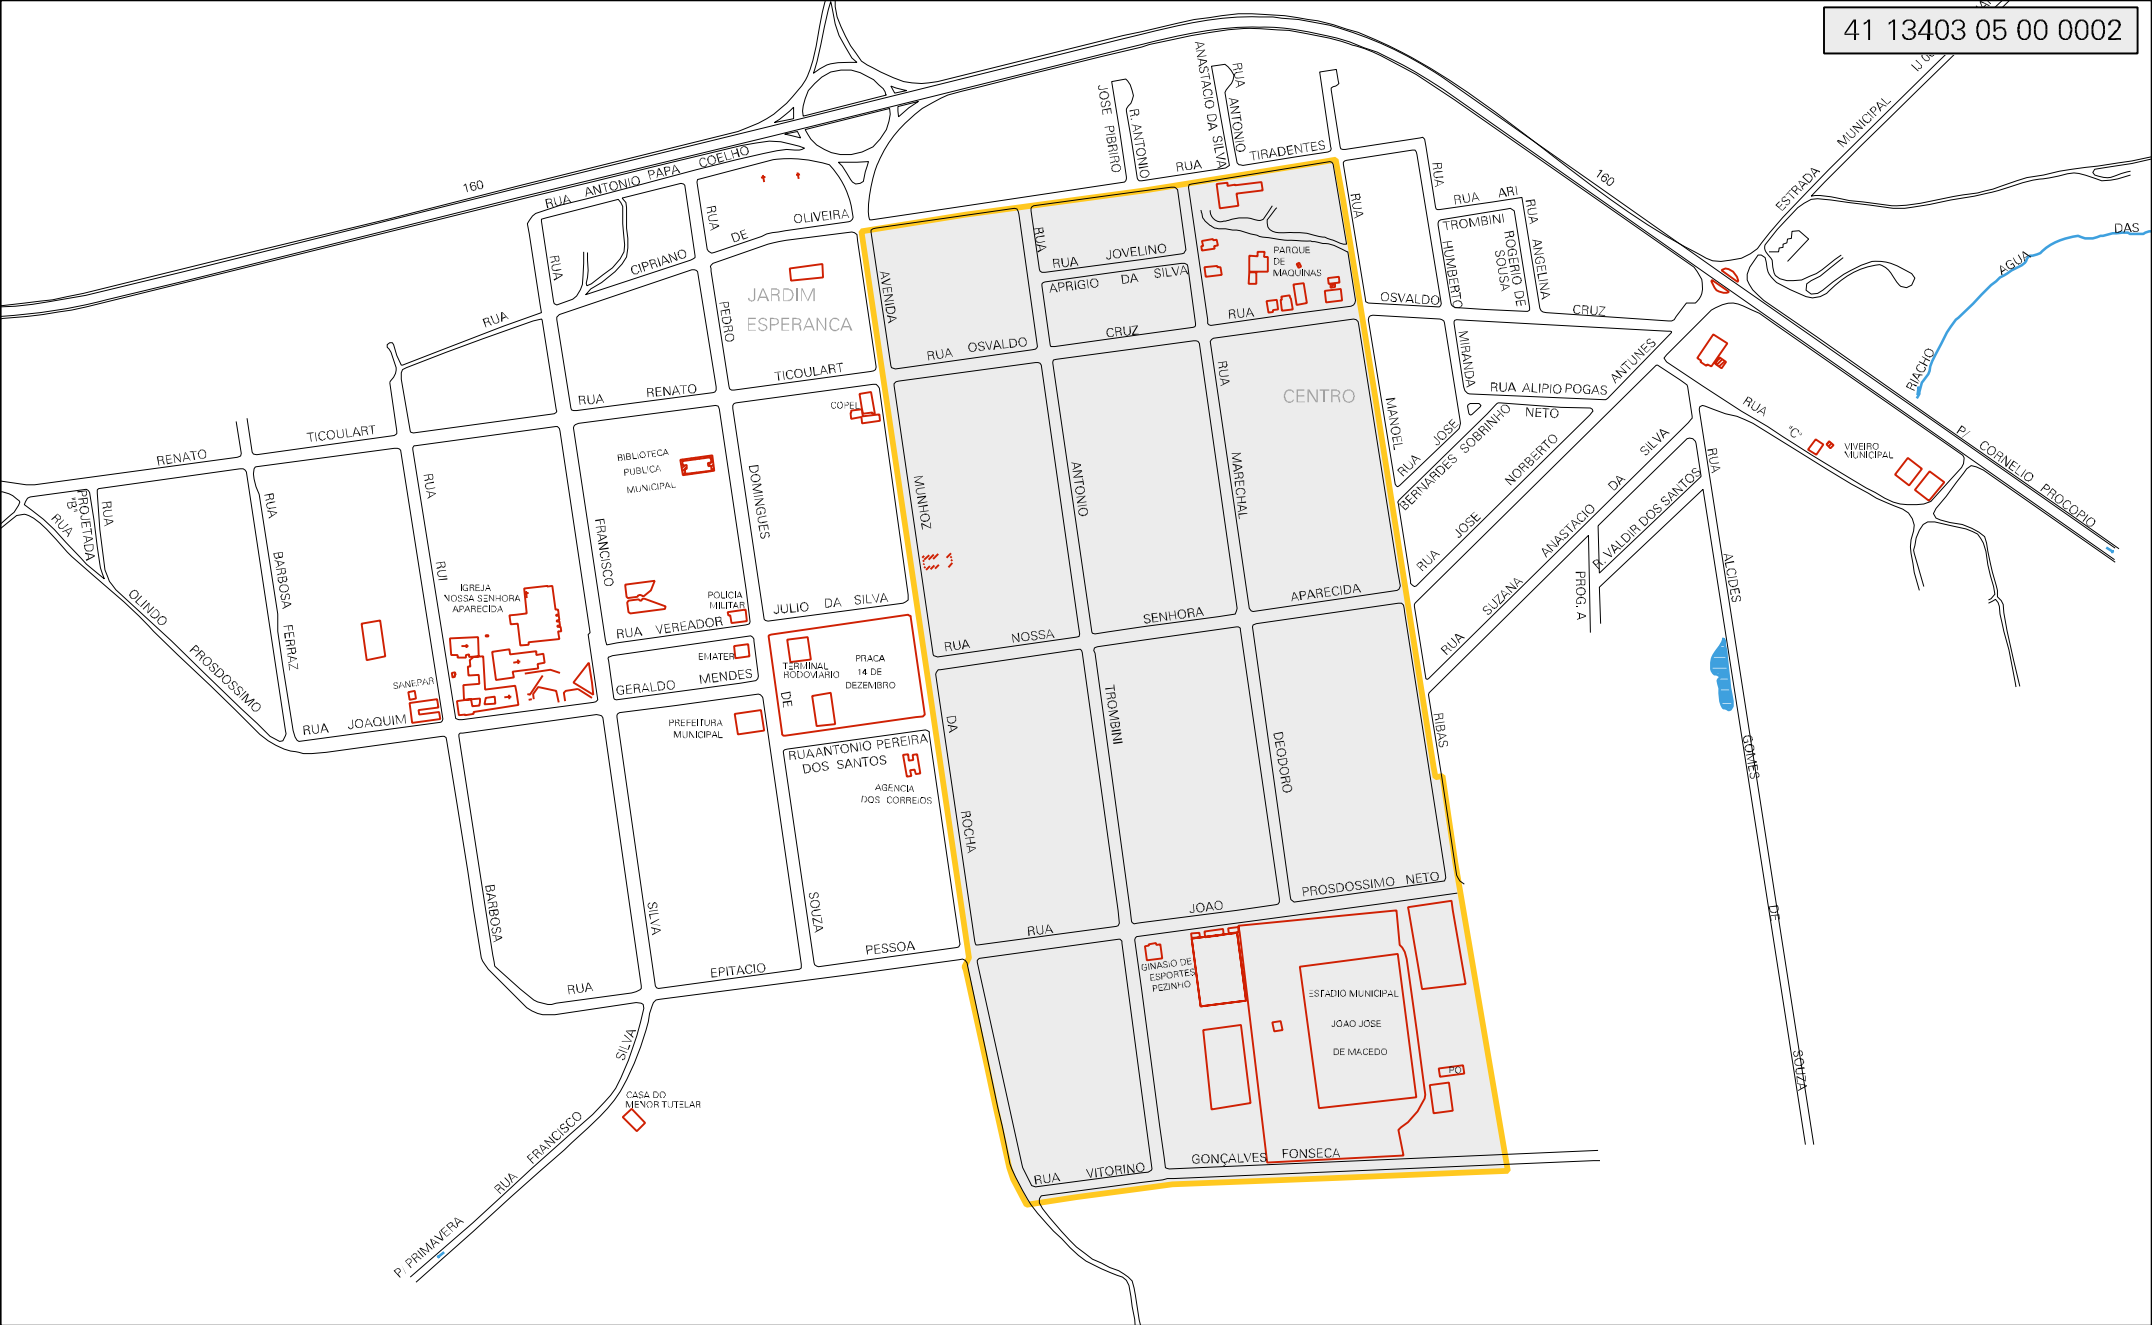 41 13403 05 00 0002
IJ
MUNICIPAL
ESTRADA
160
160
RUA ANTONIO PAPA COELHO
JOSE PIBRIRO
R. ANTONIO
ANASTACIO DA SILVA
RUA ANTONIO
RUA TIRADENTES
RUA CIPRIANO DE OLIVEIRA
RUA PEDRO DOMINGUES DE SOUZA
RUA FRANCISCO SILVA
JARDIM
ESPERANCA
AVENIDA MUNHOZ DA ROCHA
RUA JOVELINO
APRIGIO DA SILVA
PARQUE
DE
MAQUINAS
RUA OSVALDO CRUZ
RUA OSVALDO CRUZ
CENTRO
RUA ANTONIO TROMBINI
RUA MARECHAL DEODORO
RUA MANOEL RIBAS
RUA HUMBERTO MIRANDA
RUA ARI
TROMBINI
ROGERIO DE
SOUSA
RUA ANGELINA
RUA ALIPIO POGAS
NETO
ANTUNES
RUA JOSE
BERNARDES SOBRINHO
RUA JOSE NORBERTO
RUA SUZANA ANASTACIO DA SILVA
R. VALDIR DOS SANTOS
PROG. A
RUA ALCIDES GOMES DE SOUZA
RUA "C"
VIVEIRO
MUNICIPAL
P/ CORNELIO PROCOPIO
RIACHO AGUA DAS
RENATO TICOULART
RUA RENATO TICOULART
COPEL
BIBLIOTECA
PUBLICA
MUNICIPAL
RUA
PROJETADA
"B"
RUA OLINDO PROSDOSSIMO
RUA BARBOSA FERRAZ
RUA RUI BARBOSA
IGREJA
NOSSA SENHORA
APARECIDA
SANEPAR
RUA JOAQUIM
GERALDO MENDES
POLICIA
MILITAR
RUA VEREADOR JULIO DA SILVA
EMATER
TERMINAL
RODOVIARIO
PRACA
14 DE
DEZEMBRO
PREFEITURA
MUNICIPAL
RUA ANTONIO PEREIRA
DOS SANTOS
AGENCIA
DOS CORREIOS
RUA NOSSA SENHORA APARECIDA
RUA JOAO PROSDOSSIMO NETO
RUA EPITACIO PESSOA
GINASIO DE
ESPORTES
PEZINHO
ESTADIO MUNICIPAL
JOAO JOSE
DE MACEDO
PO
CASA DO
MENOR TUTELAR
RUA FRANCISCO SILVA
P/ PRIMAVERA
RUA VITORINO GONÇALVES FONSECA